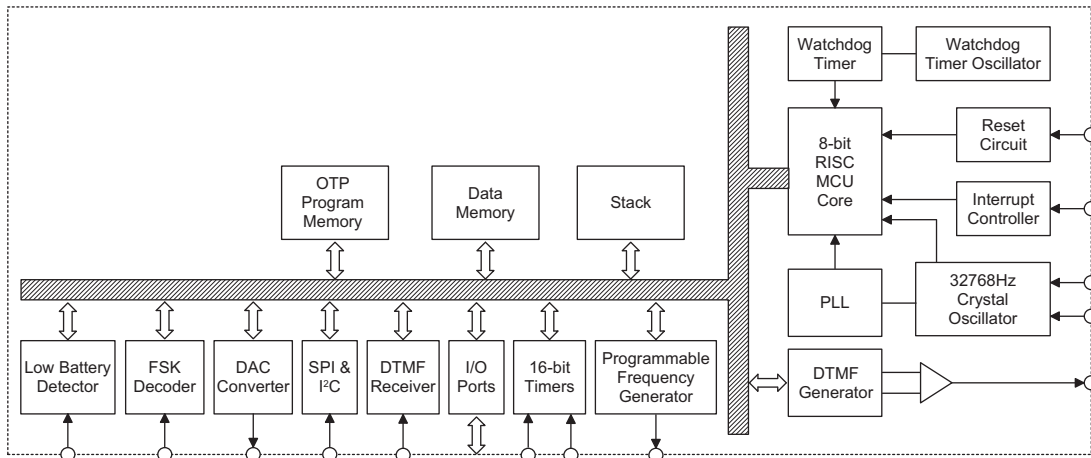 Watchdog
Timer
Watchdog
Timer Oscillator
8-bit
RISC
MCU
Core
Reset
Circuit
Interrupt
Controller
OTP
Program
Memory
Data
Memory
Stack
PLL
32768Hz
Crystal
Oscillator
Low Battery
Detector
FSK
Decoder
DAC
Converter
SPI &
I²C
DTMF
Receiver
I/O
Ports
16-bit
Timers
Programmable
Frequency
Generator
DTMF
Generator